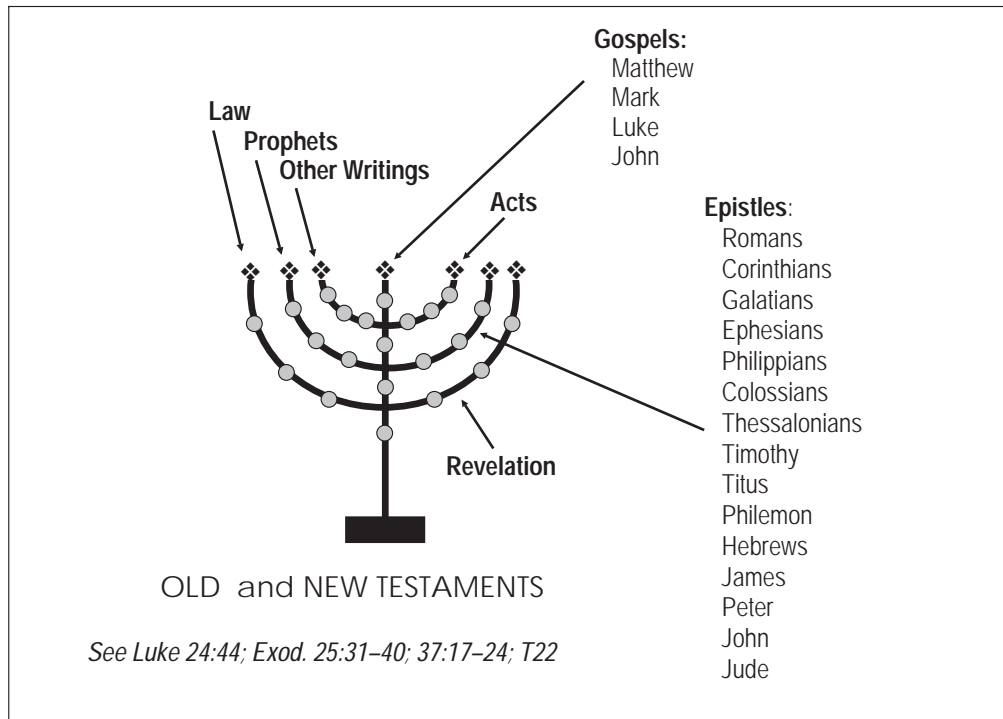 Gospels:
Matthew
Mark
Luke
John
Law
Prophets
Other Writings
Acts
Epistles:
Romans
Corinthians
Galatians
Ephesians
Philippians
Colossians
Thessalonians
Timothy
Titus
Philemon
Hebrews
James
Peter
John
Jude
Revelation
OLD and NEW TESTAMENTS
See Luke 24:44; Exod. 25:31–40; 37:17–24; T22